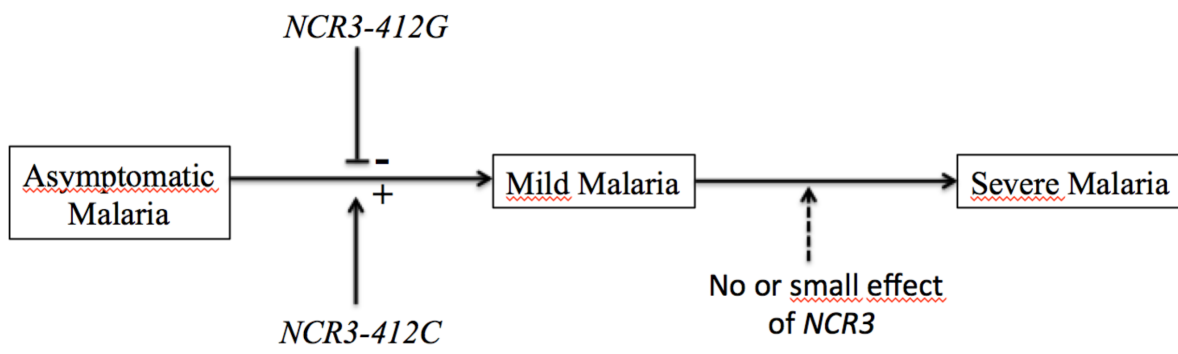 NCR3-412G
-
Asymptomatic
Malaria
+
Mild Malaria
Severe Malaria
No or small effect
of NCR3
NCR3-412C